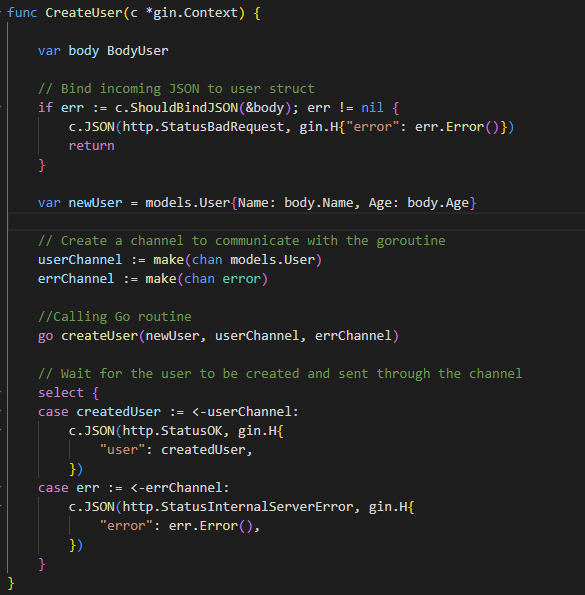 func CreateUser(c *gin.Context) {
var body BodyUser
// Bind incoming JSON to user struct
if err := c.ShouldBindJSON(&body); err != nil {
c.JSON(http.StatusBadRequest, gin.H{"error": err.Error()})
return
}
var newUser = models.User{Name: body.Name, Age: body.Age}
// Create a channel to communicate with the goroutine
userChannel := make(chan models.User)
errChannel := make(chan error)
//Calling Go routine
go createUser(newUser, userChannel, errChannel)
// Wait for the user to be created and sent through the channel
select {
case createdUser := <-userChannel:
c.JSON(http.StatusOK, gin.H{
"user": createdUser,
})
case err := <-errChannel:
c.JSON(http.StatusInternalServerError, gin.H{
"error": err.Error(),
})
}
}